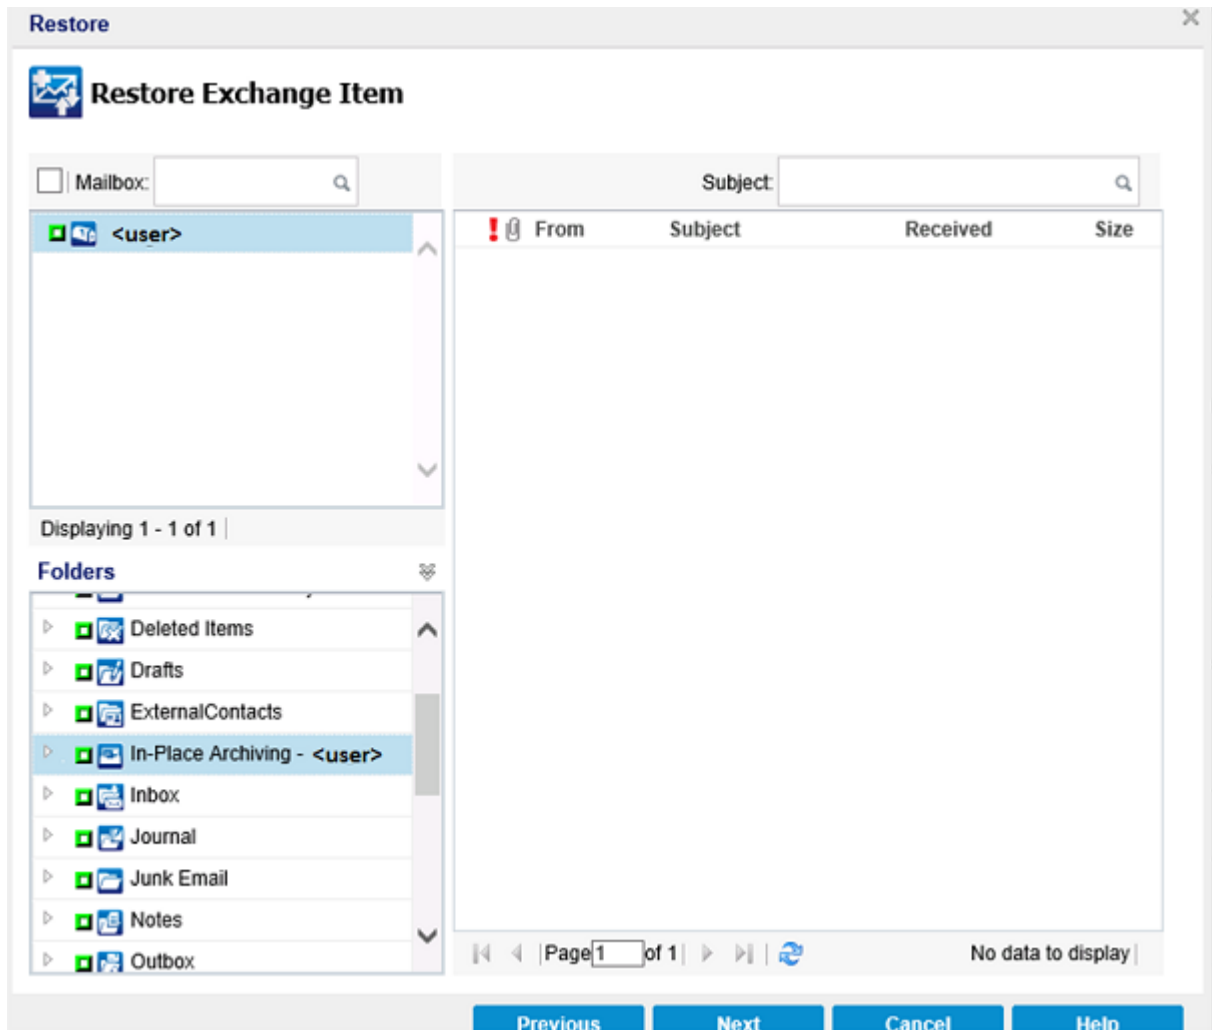 Restore
Restore Exchange Item
Mailbox:
Subject:
<user>
From Subject Received Size
Displaying 1 - 1 of 1
Folders
Deleted Items
Drafts
ExternalContacts
In-Place Archiving - <user>
Inbox
Journal
Junk Email
Notes
Outbox
Page 1 of 1
No data to display
Previous Next Cancel Help